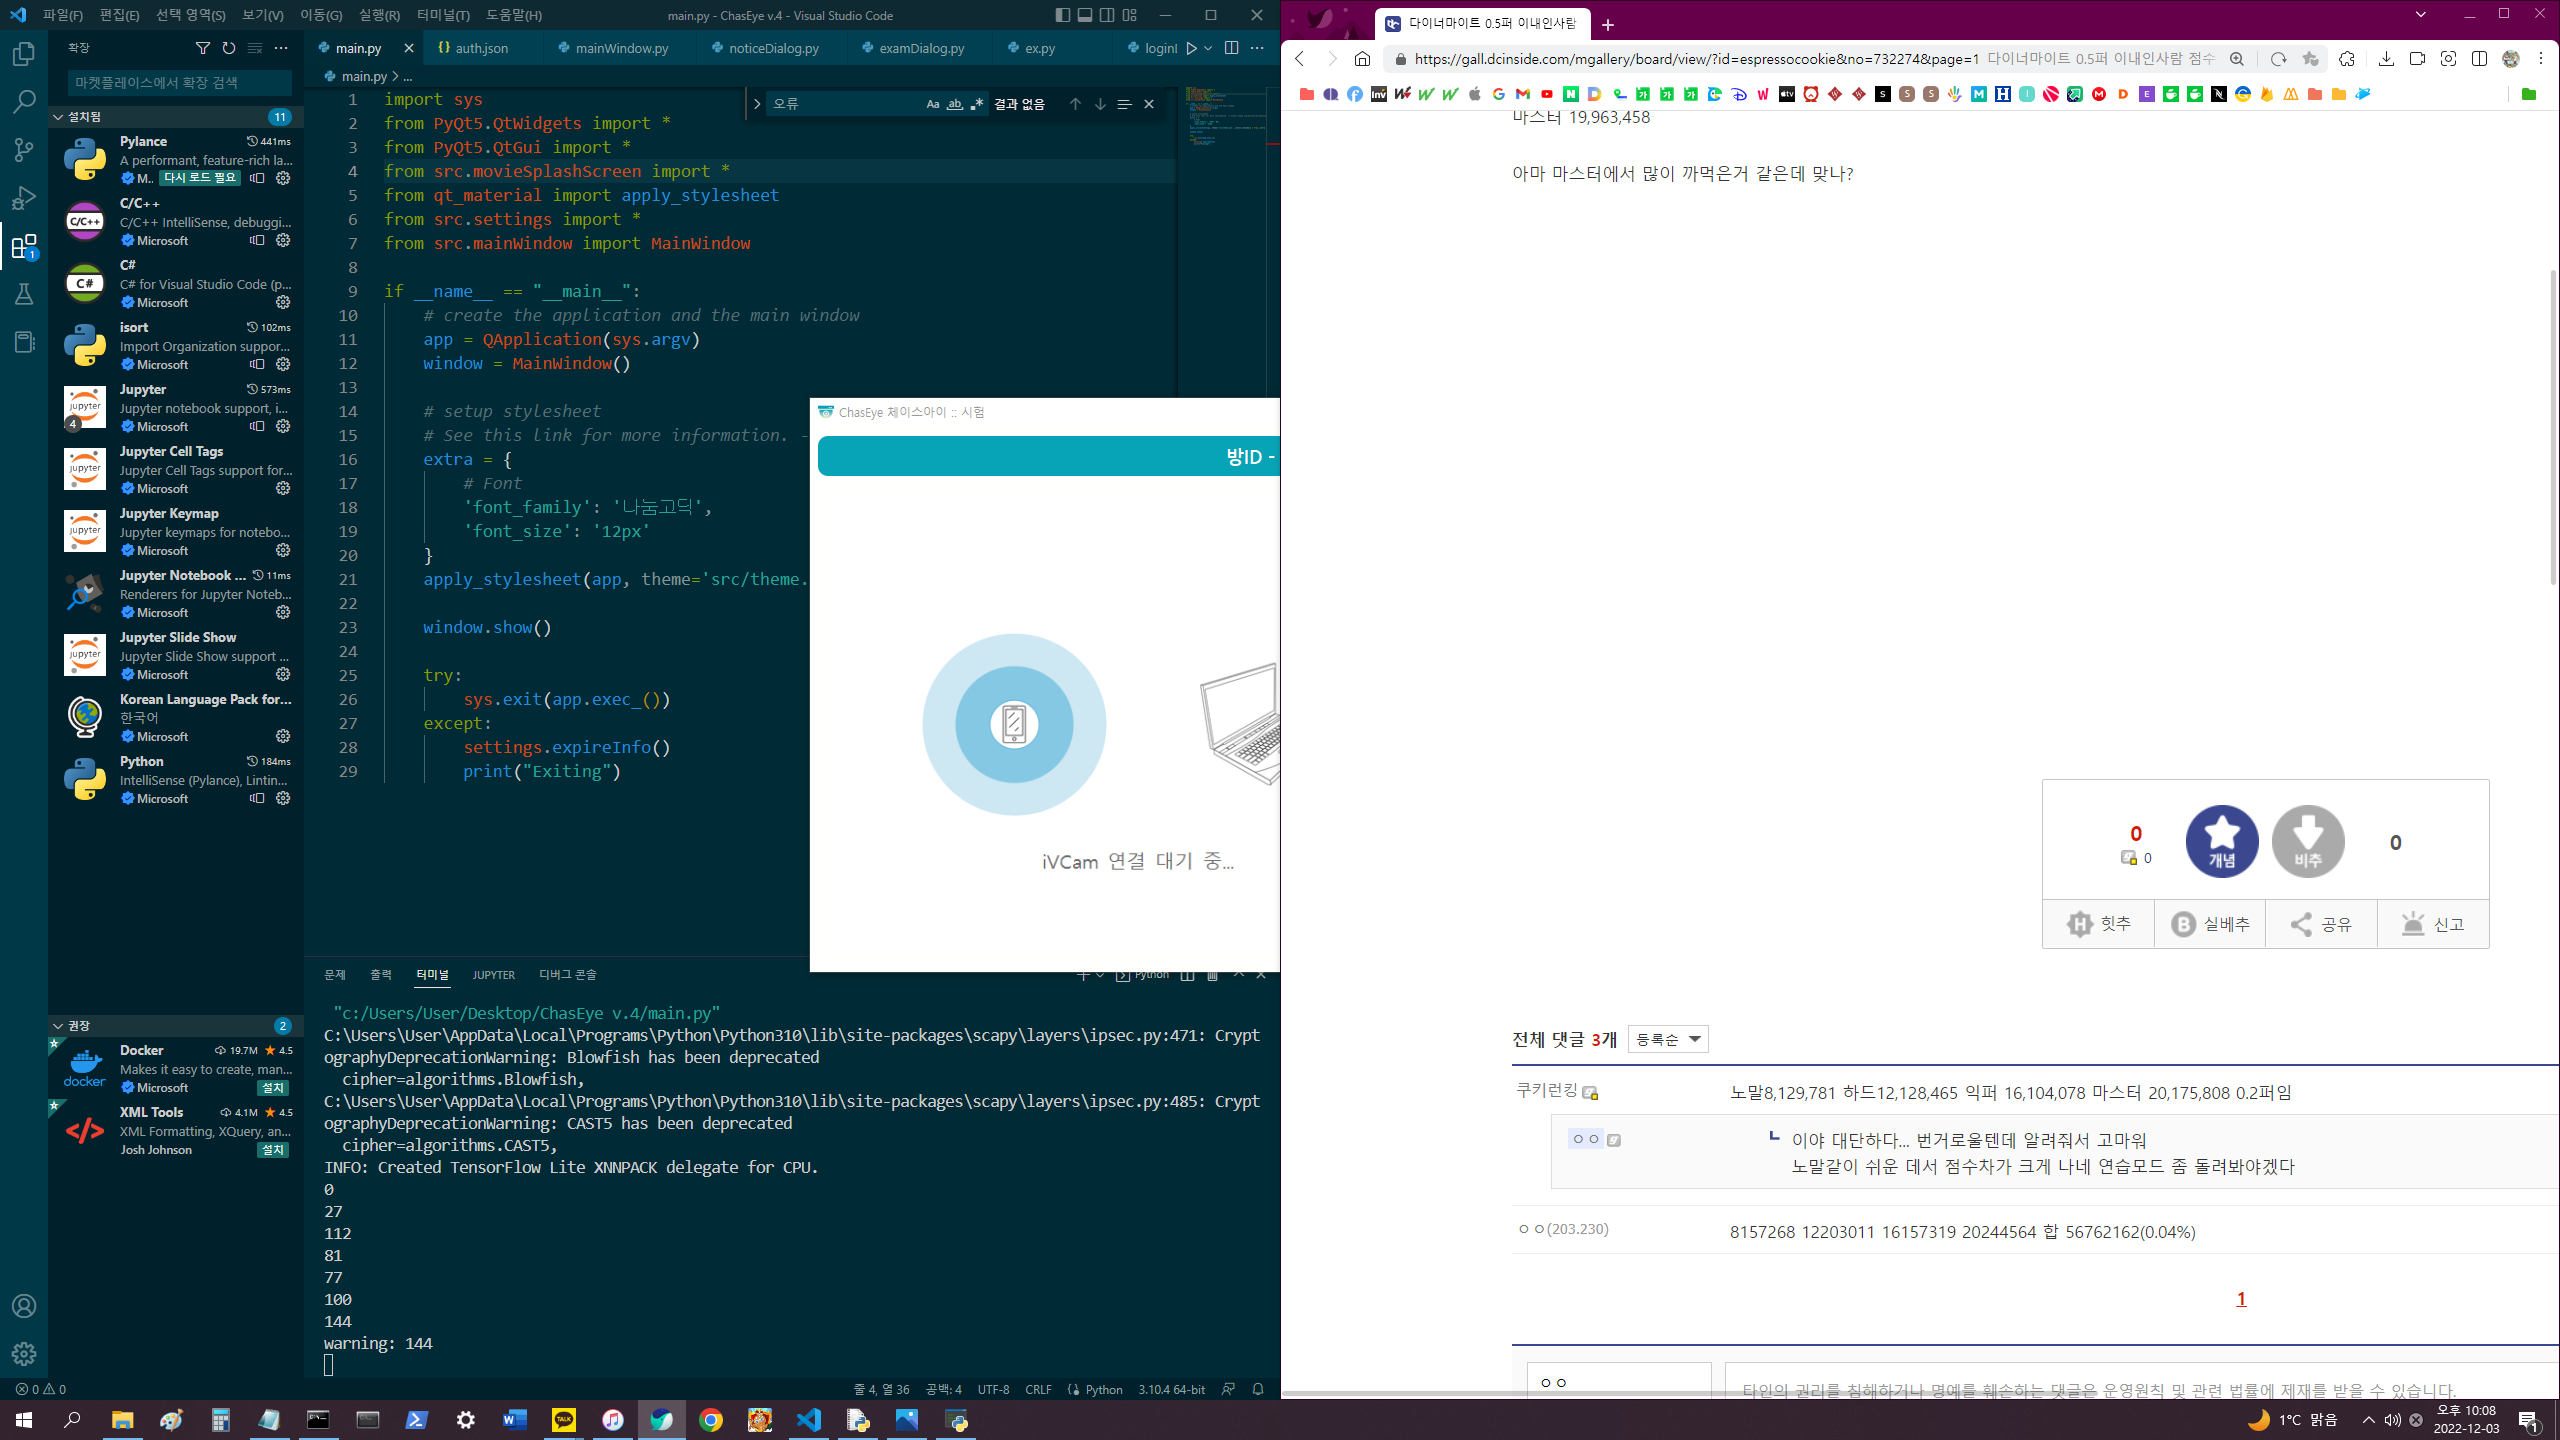 파일(F) 편집(E) 선택 영역(S) 보기(V) 이동(G) 실행(R) 터미널(T) 도움말(H)
main.py - ChasEye v.4 - Visual Studio Code
확장
마켓플레이스에서 확장 검색
설치됨 11
Pylance 441ms
A performant, feature-rich la...
M.. 다시 로드 필요
C/C++
C/C++ IntelliSense, debuggi...
Microsoft
C#
C# for Visual Studio Code (p...
Microsoft
isort 102ms
Import Organization suppor...
Microsoft
Jupyter 573ms
Jupyter notebook support, i...
Microsoft
4
Jupyter Cell Tags
Jupyter Cell Tags support for...
Microsoft
Jupyter Keymap
Jupyter keymaps for notebo...
Microsoft
Jupyter Notebook ... 11ms
Renderers for Jupyter Noteb...
Microsoft
Jupyter Slide Show
Jupyter Slide Show support ...
Microsoft
Korean Language Pack for...
한국어
Microsoft
Python 184ms
IntelliSense (Pylance), Lintin...
Microsoft
권장 2
Docker 19.7M 4.5
Makes it easy to create, man...
Microsoft 설치
XML Tools 4.1M 4.5
XML Formatting, XQuery, an...
Josh Johnson 설치
main.py auth.json mainWindow.py noticeDialog.py examDialog.py ex.py loginI
main.py > ...
오류 결과 없음
1 import sys
2 from PyQt5.QtWidgets import *
3 from PyQt5.QtGui import *
4 from src.movieSplashScreen import *
5 from qt_material import apply_stylesheet
6 from src.settings import *
7 from src.mainWindow import MainWindow
8
9 if __name__ == "__main__":
10 # create the application and the main window
11 app = QApplication(sys.argv)
12 window = MainWindow()
13
14 # setup stylesheet
15 # See this link for more information. -
16 extra = {
17 # Font
18 'font_family': '나눔고딕',
19 'font_size': '12px'
20 }
21 apply_stylesheet(app, theme='src/theme.
22
23 window.show()
24
25 try:
26 sys.exit(app.exec_())
27 except:
28 settings.expireInfo()
29 print("Exiting")
ChasEye 체이스아이 :: 시험
방ID -
iVCam 연결 대기 중...
문제 출력 터미널 JUPYTER 디버그 콘솔
Python
"c:/Users/User/Desktop/ChasEye v.4/main.py"
C:\Users\User\AppData\Local\Programs\Python\Python310\lib\site-packages\scapy\layers\ipsec.py:471: Crypt
ographyDeprecationWarning: Blowfish has been deprecated
cipher=algorithms.Blowfish,
C:\Users\User\AppData\Local\Programs\Python\Python310\lib\site-packages\scapy\layers\ipsec.py:485: Crypt
ographyDeprecationWarning: CAST5 has been deprecated
cipher=algorithms.CAST5,
INFO: Created TensorFlow Lite XNNPACK delegate for CPU.
0
27
112
81
77
100
144
warning: 144
0 0
줄 4, 열 36 공백: 4 UTF-8 CRLF Python 3.10.4 64-bit
다이너마이트 0.5퍼 이내인사람
https://gall.dcinside.com/mgallery/board/view/?id=espressocookie&no=732274&page=1 다이너마이트 0.5퍼 이내인사람 점수
마스터 19,963,458
아마 마스터에서 많이 까먹은거 같은데 맞나?
0
0
개념 비추 0
힛추 실베추 공유 신고
전체 댓글 3개 등록순
쿠키런킹 노말8,129,781 하드12,128,465 익퍼 16,104,078 마스터 20,175,808 0.2퍼임
ㅇㅇ 이야 대단하다... 번거로울텐데 알려줘서 고마워
노말같이 쉬운 데서 점수차가 크게 나네 연습모드 좀 돌려봐야겠다
ㅇㅇ(203.230) 8157268 12203011 16157319 20244564 합 56762162(0.04%)
1
ㅇㅇ
타인의 권리를 침해하거나 명예를 훼손하는 댓글은 운영원칙 및 관련 법률에 제재를 받을 수 있습니다.
1°C 맑음
오후 10:08
2022-12-03
1